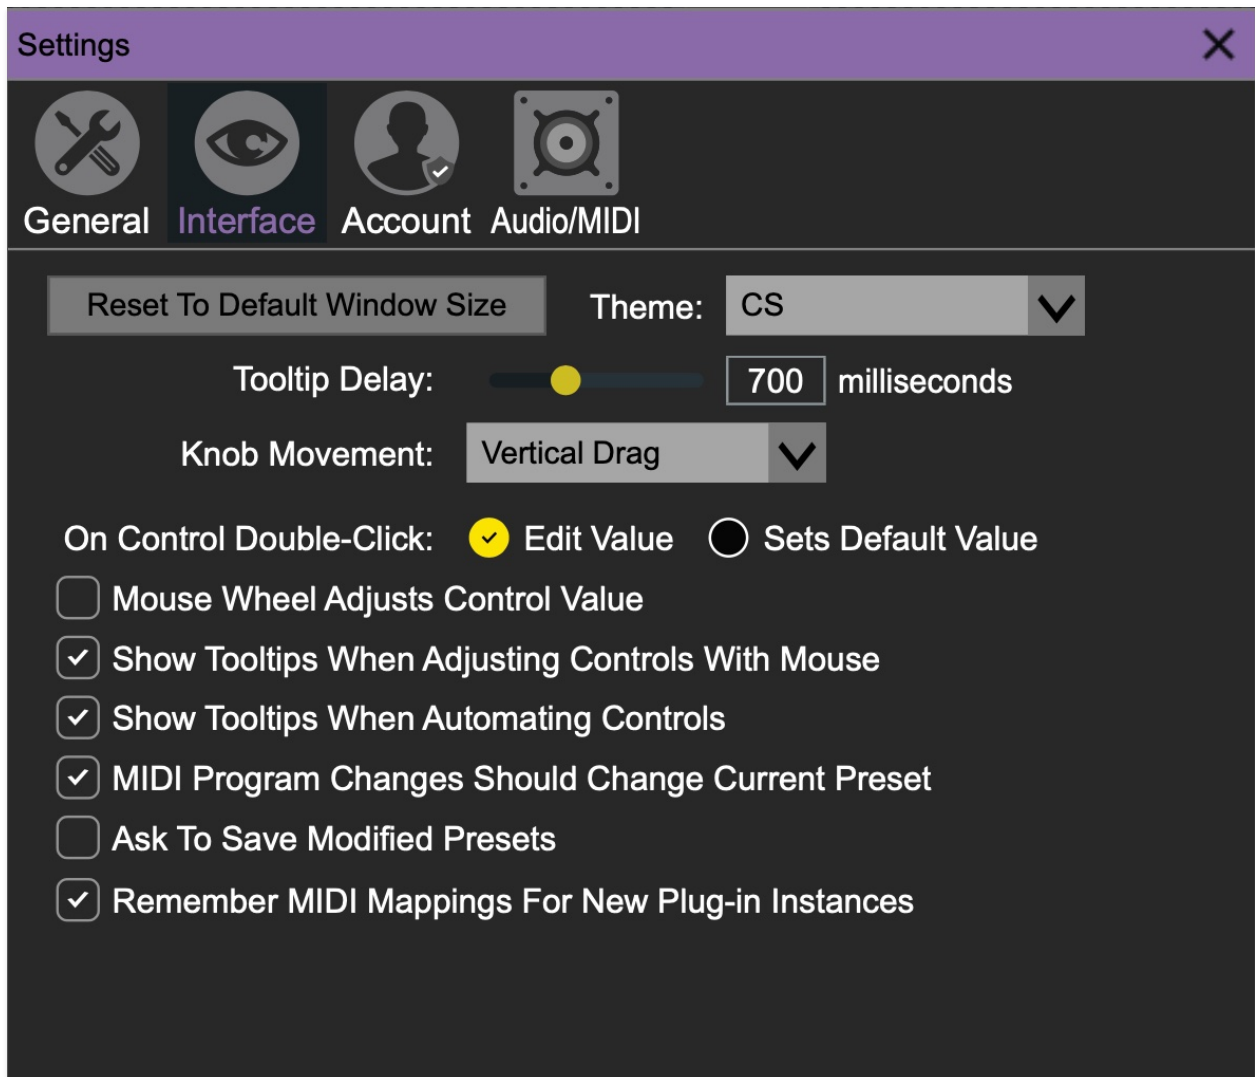 Settings
General Interface Account Audio/MIDI
Reset To Default Window Size Theme: CS
Tooltip Delay: 700 milliseconds
Knob Movement: Vertical Drag
On Control Double-Click: Edit Value Sets Default Value
Mouse Wheel Adjusts Control Value
Show Tooltips When Adjusting Controls With Mouse
Show Tooltips When Automating Controls
MIDI Program Changes Should Change Current Preset
Ask To Save Modified Presets
Remember MIDI Mappings For New Plug-in Instances